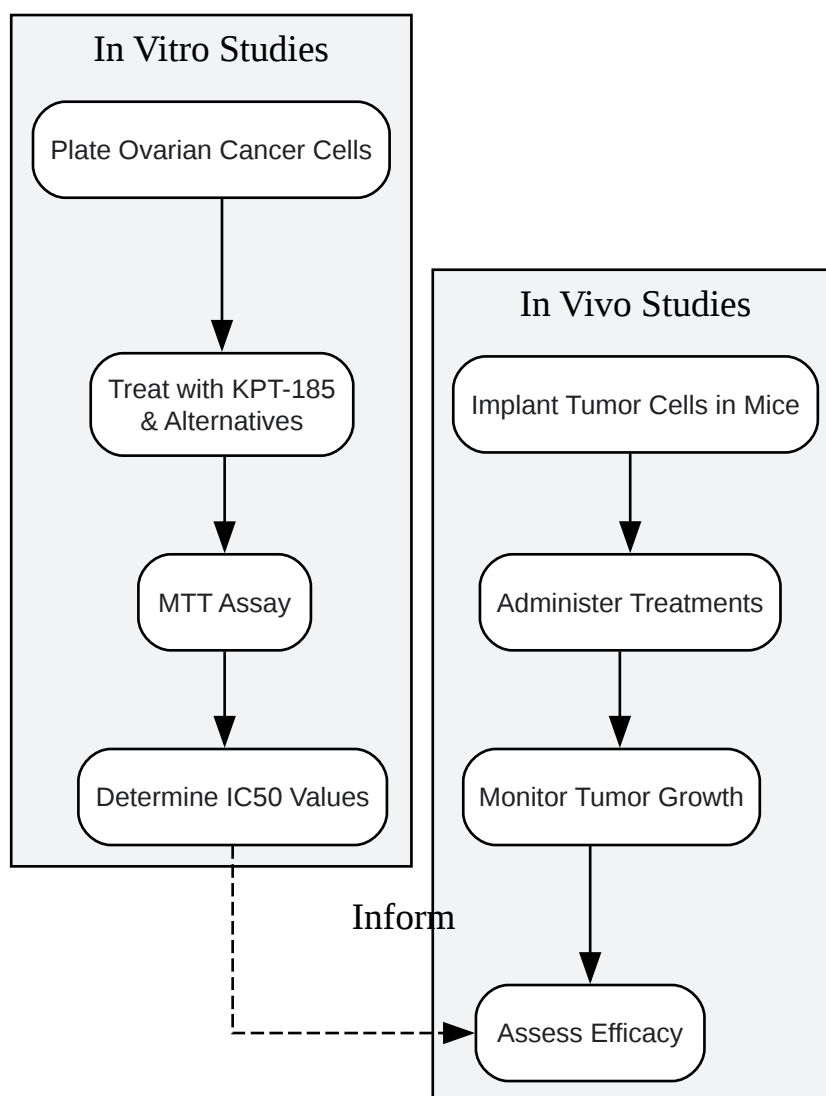 In Vitro Studies
Plate Ovarian Cancer Cells
Treat with KPT-185
& Alternatives
MTT Assay
Determine IC50 Values
Inform
In Vivo Studies
Implant Tumor Cells in Mice
Administer Treatments
Monitor Tumor Growth
Assess Efficacy